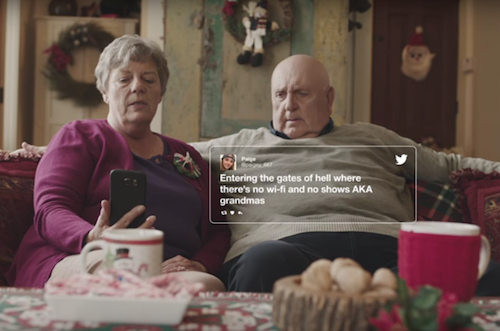 Paige
Entering the gates of hell where
there's no wi-fi and no shows AKA
grandmas